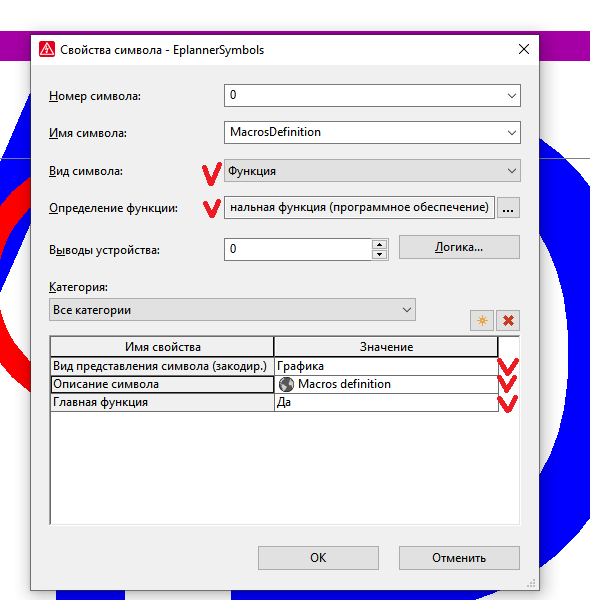 Свойства символа - EplannerSymbols
Номер символа: 0
Имя символа: MacrosDefinition
Вид символа: Функция
Определение функции: нальная функция (программное обеспечение) ...
Выводы устройства: 0 Логика...
Категория:
Все категории
Имя свойства Значение
Вид представления символа (закодир.) Графика
Описание символа Macros definition
Главная функция Да
ОК Отменить